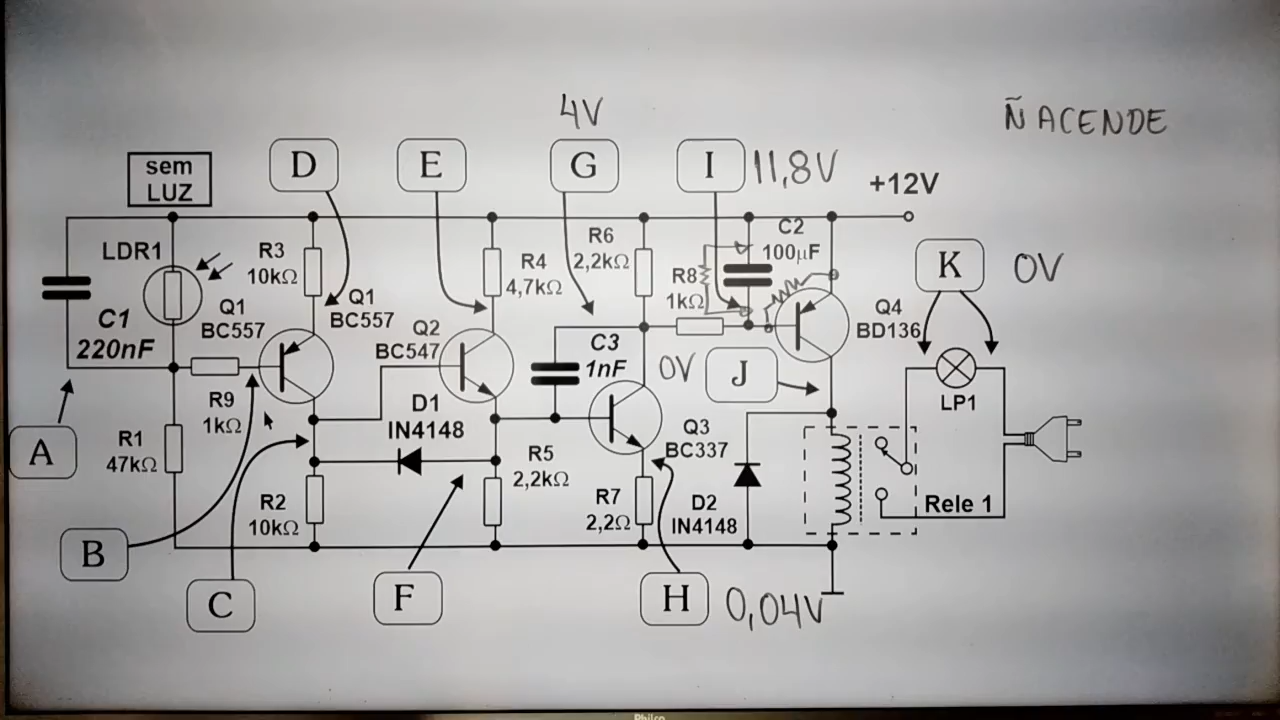 4V
Ñ ACENDE
sem
LUZ
D
E
G
I
11,8V
+12V
LDR1
R3
10kΩ
R4
4,7kΩ
R6
2,2kΩ
C2
100µF
R8
1kΩ
K
0V
C1
220nF
Q1
BC557
Q1
BC557
Q2
BC547
C3
1nF
0V
J
Q4
BD136
LP1
A
R1
47kΩ
R9
1kΩ
D1
IN4148
R5
2,2kΩ
Q3
BC337
R2
10kΩ
R7
2,2Ω
D2
IN4148
Rele 1
B
C
F
H
0,04V
Philco